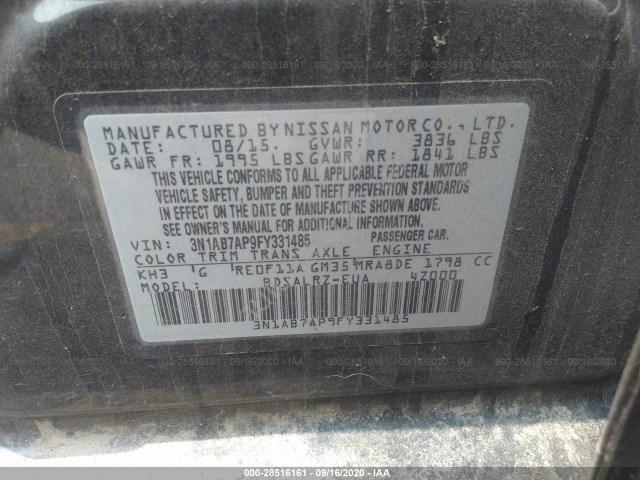 MANUFACTURED BY NISSAN MOTOR CO., LTD.
DATE: 08/15. GVWR: 3836 LBS
GAWR FR: 1995 LBS GAWR RR: 1841 LBS
THIS VEHICLE CONFORMS TO ALL APPLICABLE FEDERAL MOTOR
VEHICLE SAFETY, BUMPER AND THEFT PREVENTION STANDARDS
IN EFFECT ON THE DATE OF MANUFACTURE SHOWN ABOVE.
SEE OWNER'S MANUAL FOR ADDITIONAL INFORMATION.
VIN: 3N1AB7AP9FY331485 PASSENGER CAR
COLOR TRIM TRANS AXLE ENGINE
KH3 G RE0F11A GM35 MRA8DE 1798 CC
MODEL: BDSALRZ-EUA 4Z000
3N1AB7AP9FY331485
000-28516161 | 09/16/2020 — IAA